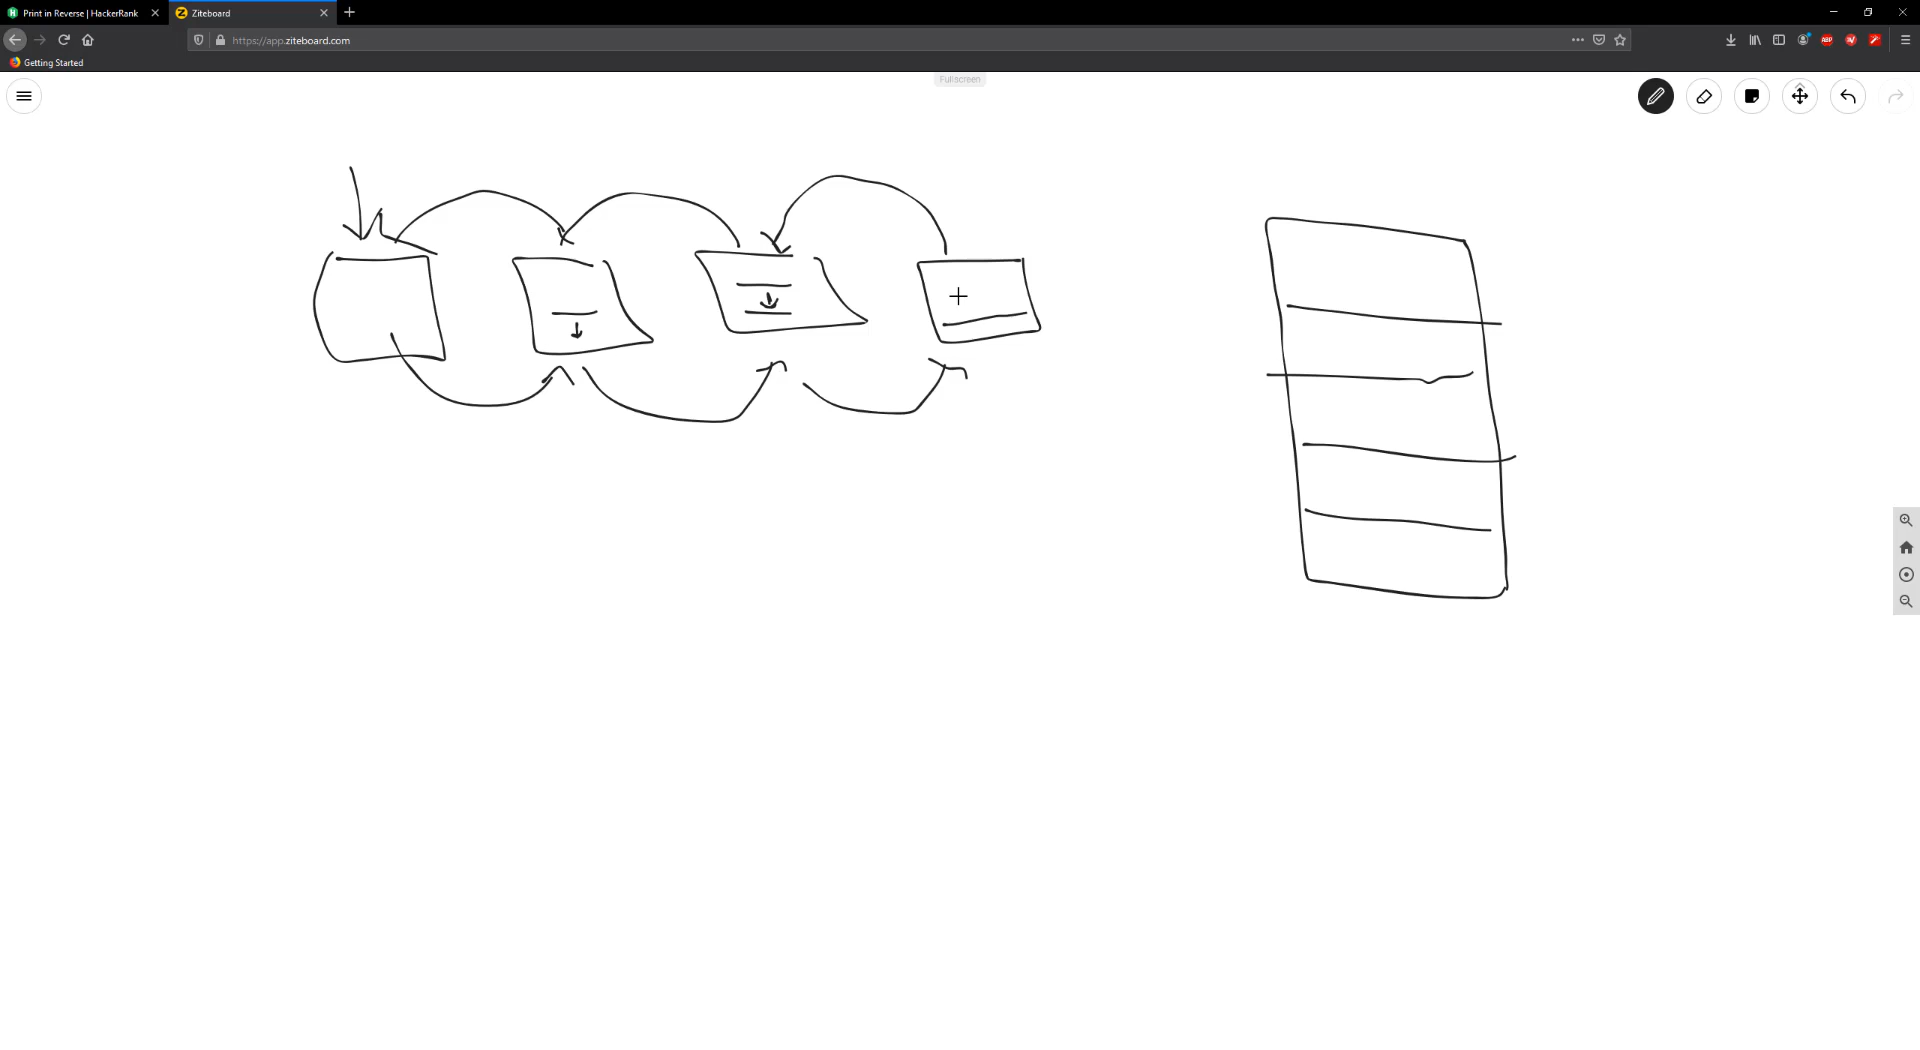 Print in Reverse | HackerRank
Ziteboard
https://app.ziteboard.com
Getting Started
Fullscreen